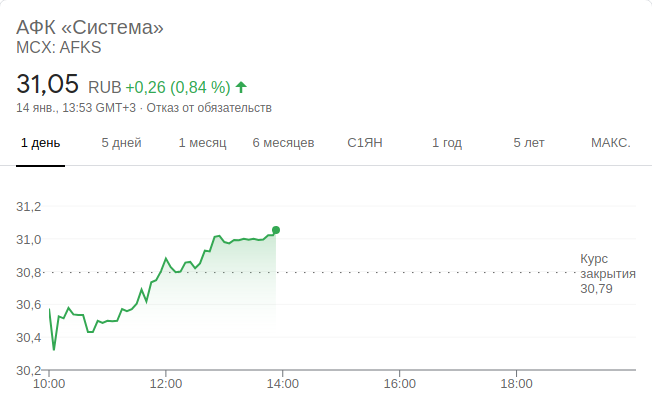 АФК «Система»
MCX: AFKS
31,05 RUB +0,26 (0,84 %)
14 янв., 13:53 GMT+3 · Отказ от обязательств
1 день 5 дней 1 месяц 6 месяцев С1ЯН 1 год 5 лет МАКС.
31,2
31,0
Курс
30,8 закрытия
30,79
30,6
30,4
30,2
10:00 12:00 14:00 16:00 18:00